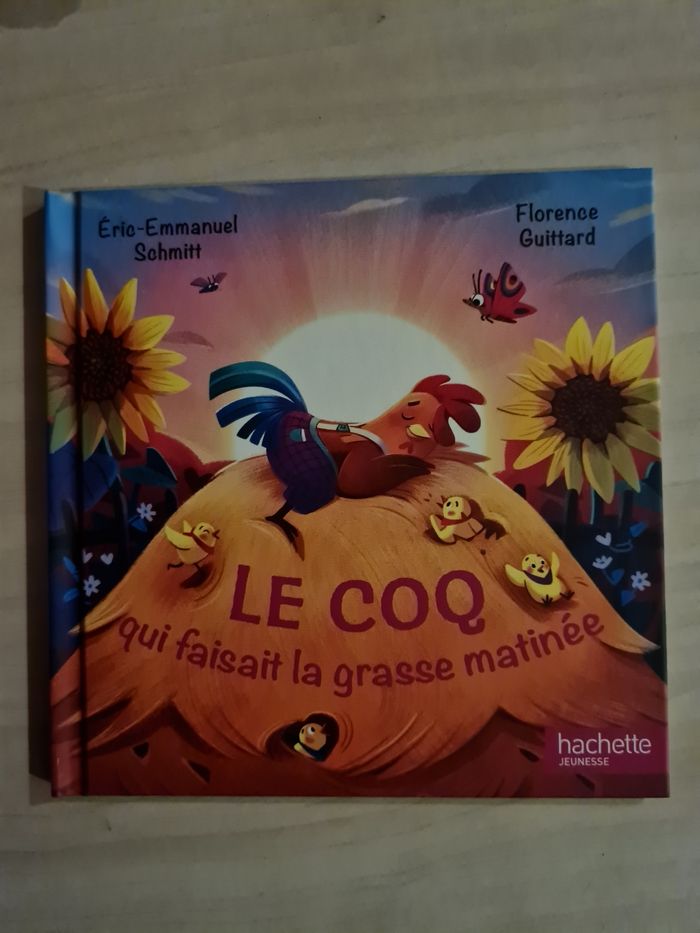 Éric-Emmanuel
Schmitt
Florence
Guittard
LE COQ
qui faisait la grasse matinée
hachette
JEUNESSE